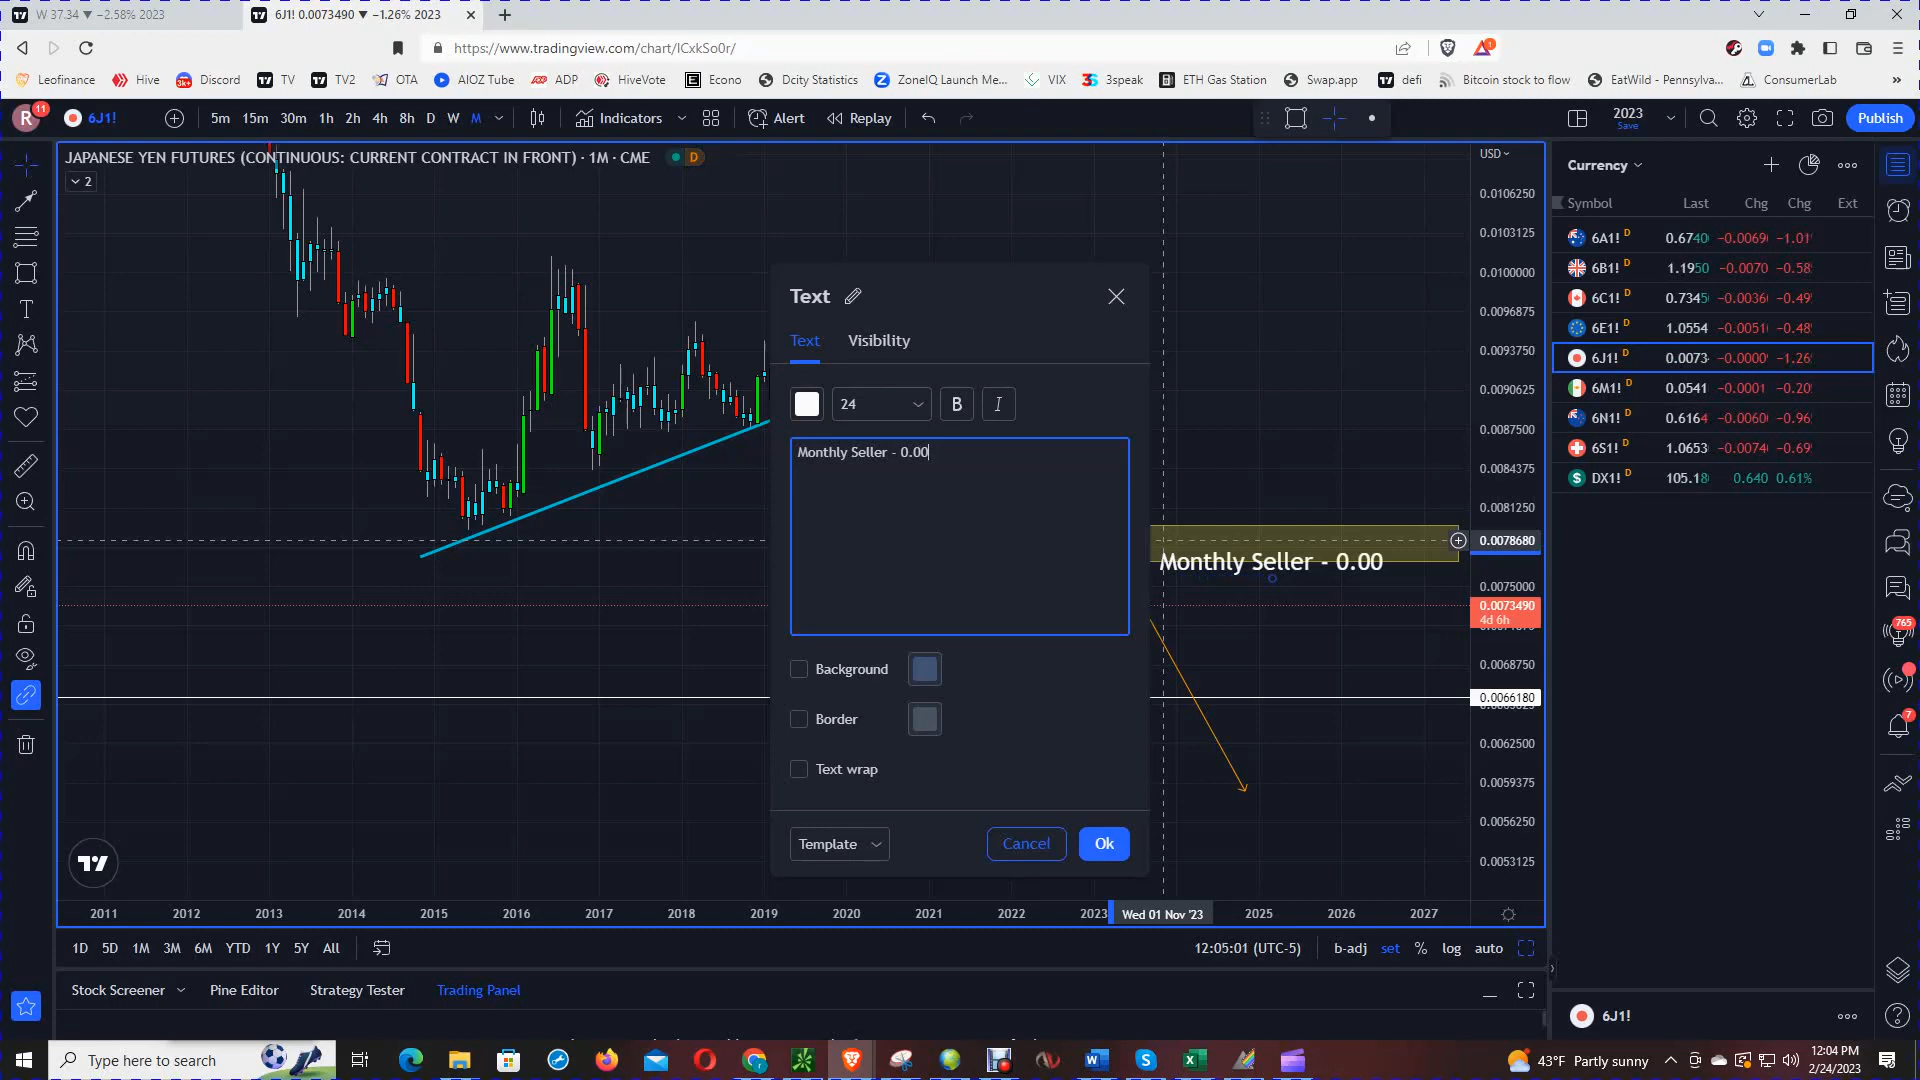 W 37.34 ▼ −2.58% 2023
6J1! 0.0073490 ▼ −1.26% 2023
https://www.tradingview.com/chart/ICxkSo0r/
Leofinance Hive Discord TV TV2 OTA AIOZ Tube ADP HiveVote Econo Dcity Statistics ZoneIQ Launch Me... VIX 3speak ETH Gas Station Swap.app defi Bitcoin stock to flow EatWild - Pennsylva... ConsumerLab
R 11 6J1! 5m 15m 30m 1h 2h 4h 8h D W M Indicators Alert Replay 2023 Save Publish
JAPANESE YEN FUTURES (CONTINUOUS: CURRENT CONTRACT IN FRONT) · 1M · CME D
2
USD
0.0106250
0.0103125
0.0100000
0.0096875
0.0093750
0.0090625
0.0087500
0.0084375
0.0081250
0.0078680
0.0075000
0.0073490
4d 6h
0.0068750
0.0066180
0.0062500
0.0059375
0.0056250
0.0053125
Text
Text Visibility
24 B I
Monthly Seller - 0.00
Background
Border
Text wrap
Template Cancel Ok
Monthly Seller - 0.00
2011 2012 2013 2014 2015 2016 2017 2018 2019 2020 2021 2022 2023 Wed 01 Nov '23 2025 2026 2027
1D 5D 1M 3M 6M YTD 1Y 5Y All 12:05:01 (UTC-5) b-adj set % log auto
Stock Screener Pine Editor Strategy Tester Trading Panel
Currency
Symbol Last Chg Chg Ext
6A1! D 0.6740 −0.0069 −1.01
6B1! D 1.1950 −0.0070 −0.58
6C1! D 0.7345 −0.0036 −0.49
6E1! D 1.0554 −0.0051 −0.48
6J1! D 0.0073 −0.0000 −1.26
6M1! D 0.0541 −0.0001 −0.20
6N1! D 0.6164 −0.0060 −0.96
6S1! D 1.0653 −0.0074 −0.69
DX1! D 105.18 0.640 0.61%
765
7
6J1!
Type here to search
43°F Partly sunny
12:04 PM
2/24/2023